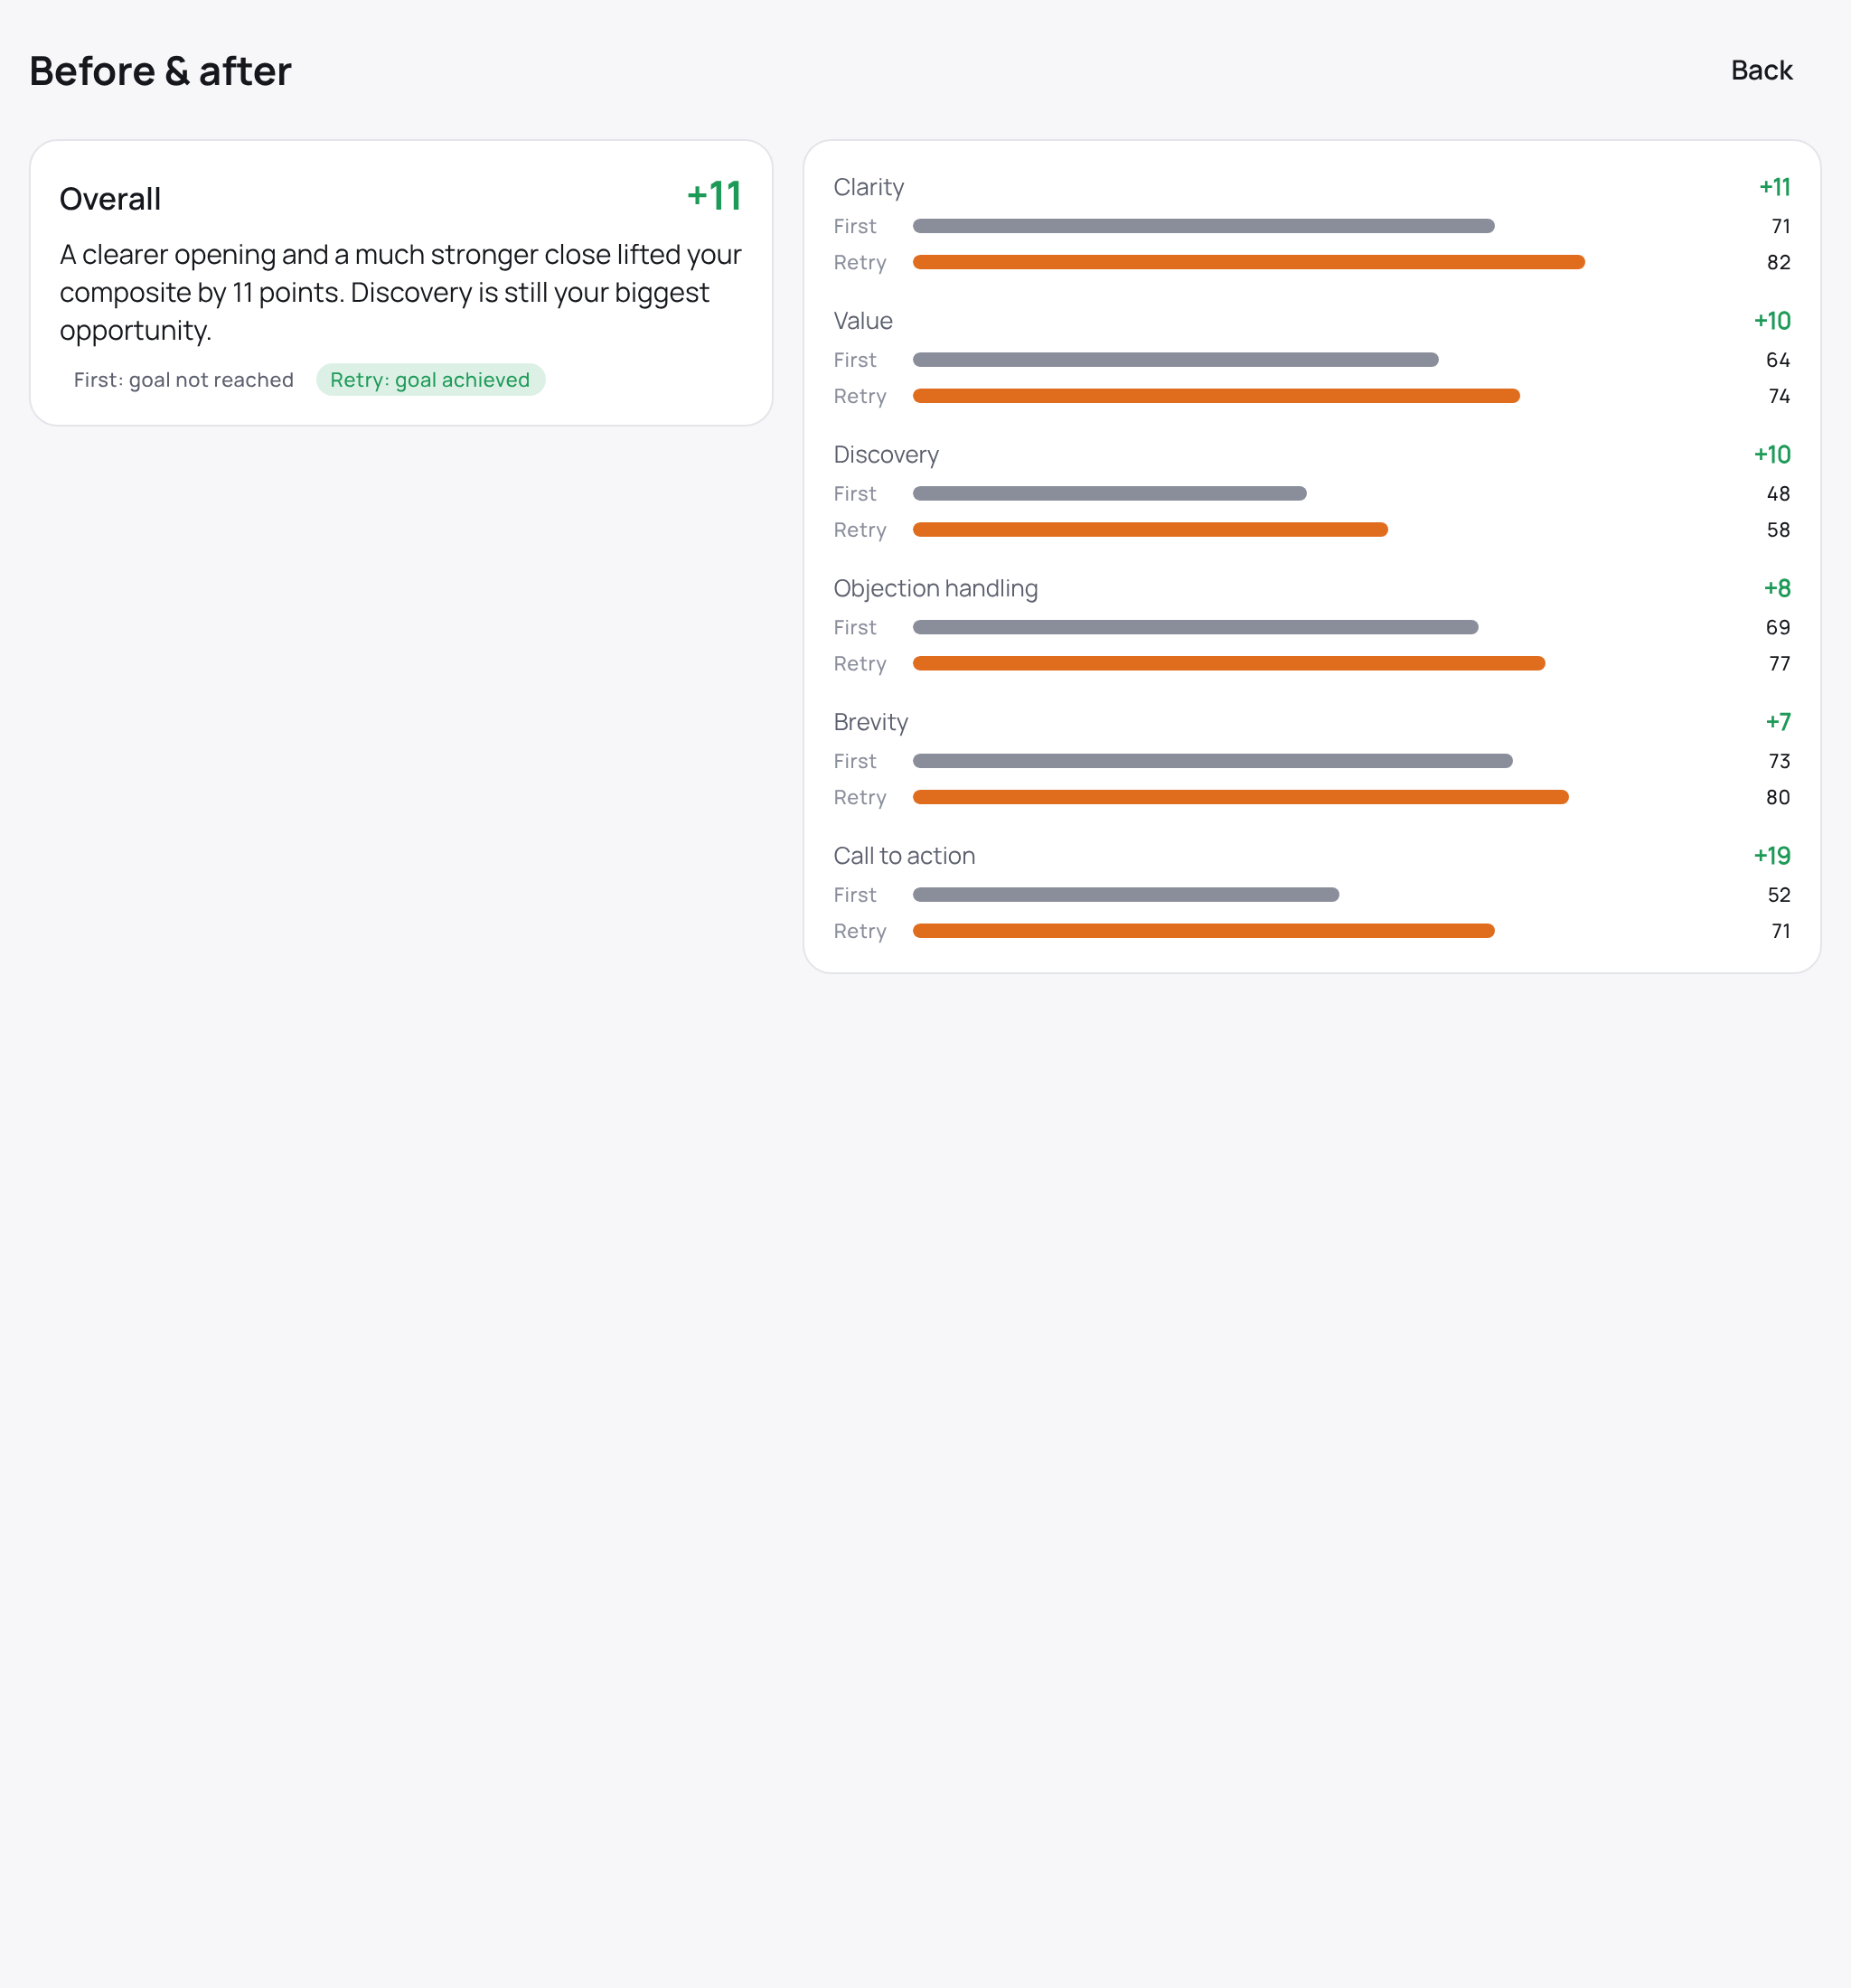 Before & after
Back
Overall
+11
A clearer opening and a much stronger close lifted your
composite by 11 points. Discovery is still your biggest
opportunity.
First: goal not reached
Retry: goal achieved
Clarity
+11
First
71
Retry
82
Value
+10
First
64
Retry
74
Discovery
+10
First
48
Retry
58
Objection handling
+8
First
69
Retry
77
Brevity
+7
First
73
Retry
80
Call to action
+19
First
52
Retry
71